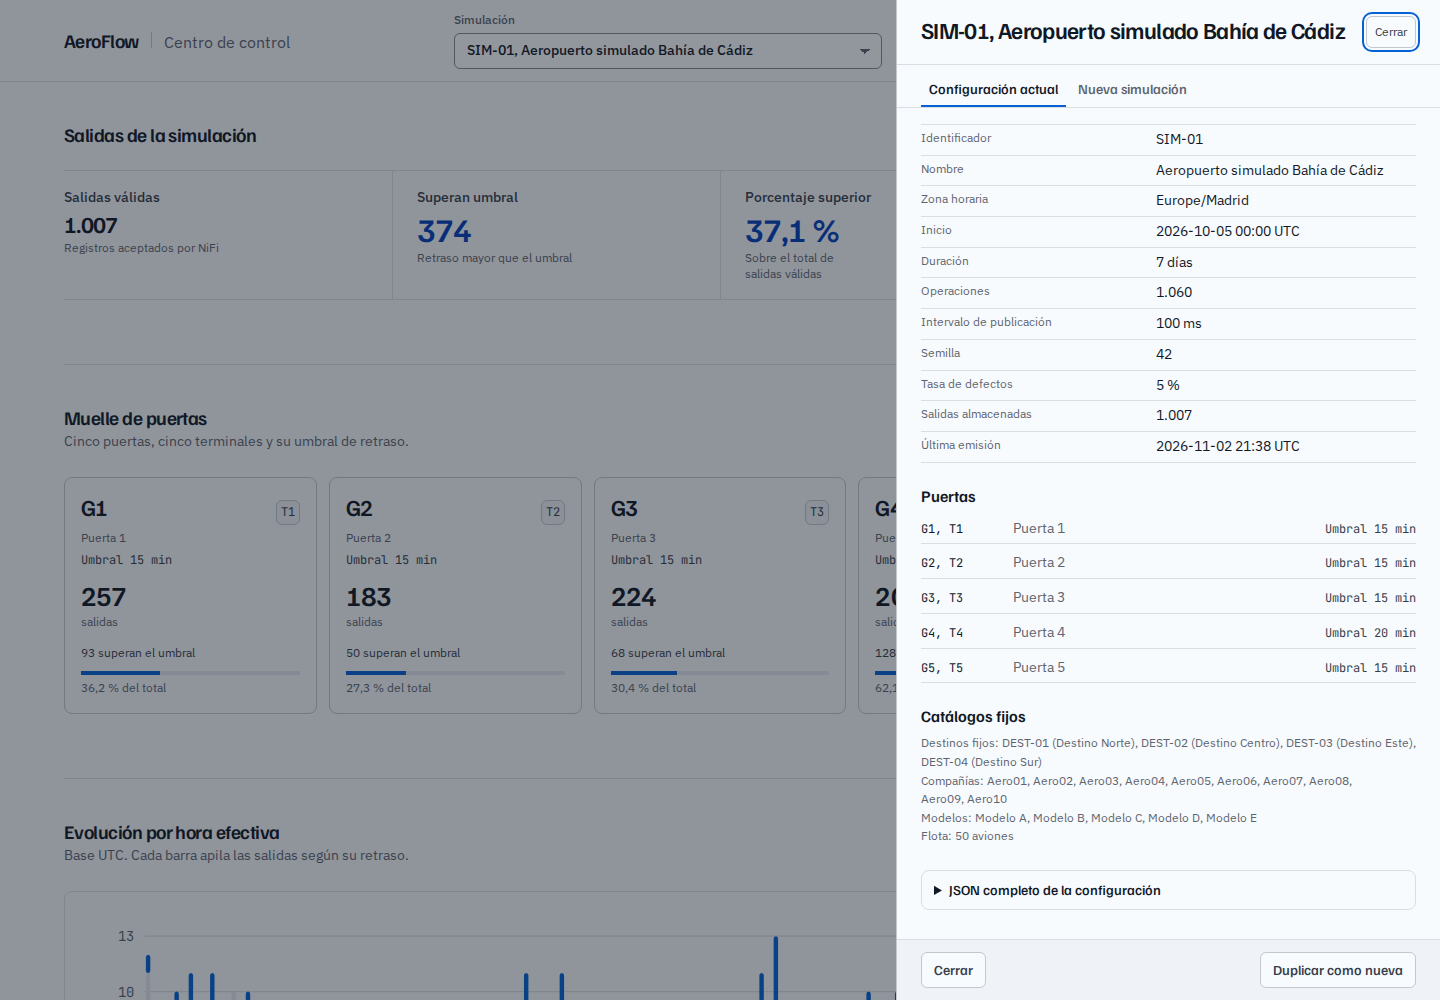 AeroFlow
Centro de control
Simulación
SIM-01, Aeropuerto simulado Bahía de Cádiz
Salidas de la simulación
Salidas válidas
1.007
Registros aceptados por NiFi
Superan umbral
374
Retraso mayor que el umbral
Porcentaje superior
37,1 %
Sobre el total de
salidas válidas
Muelle de puertas
Cinco puertas, cinco terminales y su umbral de retraso.
G1
T1
Puerta 1
Umbral 15 min
257
salidas
93 superan el umbral
36,2 % del total
G2
T2
Puerta 2
Umbral 15 min
183
salidas
50 superan el umbral
27,3 % del total
G3
T3
Puerta 3
Umbral 15 min
224
salidas
68 superan el umbral
30,4 % del total
Evolución por hora efectiva
Base UTC. Cada barra apila las salidas según su retraso.
13
10
SIM-01, Aeropuerto simulado Bahía de Cádiz
Cerrar
Configuración actual
Nueva simulación
Identificador SIM-01
Nombre Aeropuerto simulado Bahía de Cádiz
Zona horaria Europe/Madrid
Inicio 2026-10-05 00:00 UTC
Duración 7 días
Operaciones 1.060
Intervalo de publicación 100 ms
Semilla 42
Tasa de defectos 5 %
Salidas almacenadas 1.007
Última emisión 2026-11-02 21:38 UTC
Puertas
G1, T1 Puerta 1 Umbral 15 min
G2, T2 Puerta 2 Umbral 15 min
G3, T3 Puerta 3 Umbral 15 min
G4, T4 Puerta 4 Umbral 20 min
G5, T5 Puerta 5 Umbral 15 min
Catálogos fijos
Destinos fijos: DEST-01 (Destino Norte), DEST-02 (Destino Centro), DEST-03 (Destino Este),
DEST-04 (Destino Sur)
Compañías: Aero01, Aero02, Aero03, Aero04, Aero05, Aero06, Aero07, Aero08,
Aero09, Aero10
Modelos: Modelo A, Modelo B, Modelo C, Modelo D, Modelo E
Flota: 50 aviones
JSON completo de la configuración
Cerrar
Duplicar como nueva